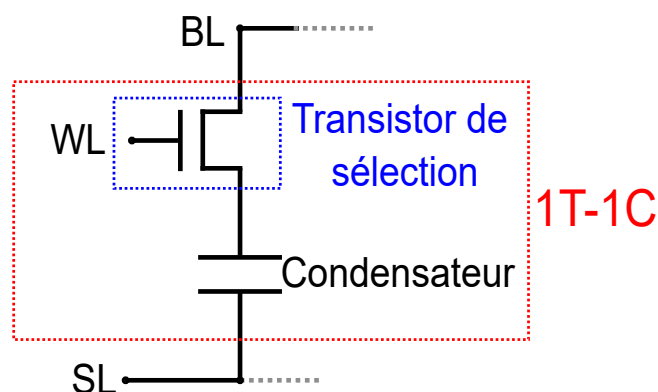 BL
WL
Transistor de
sélection
1T-1C
Condensateur
SL